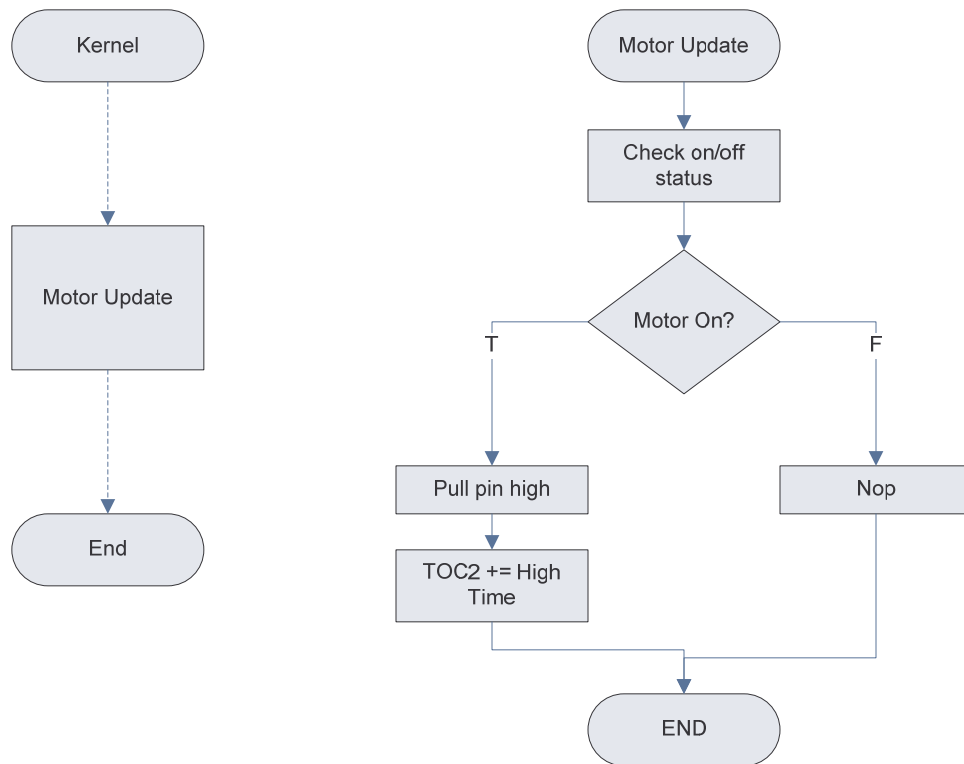 Kernel
Motor Update
End
Motor Update
Check on/off
status
Motor On?
T
F
Pull pin high
Nop
TOC2 += High
Time
END